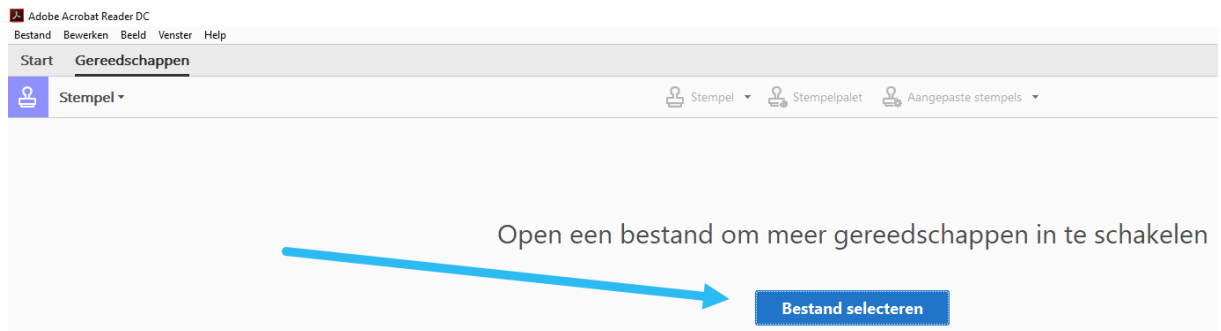 Adobe Acrobat Reader DC
Bestand Bewerken Beeld Venster Help
Start Gereedschappen
Stempel Stempel Stempelpalet Aangepaste stempels
Open een bestand om meer gereedschappen in te schakelen
Bestand selecteren